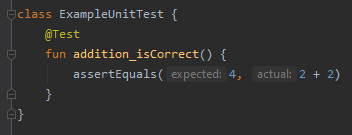 class ExampleUnitTest {
@Test
fun addition_isCorrect() {
assertEquals( expected: 4, actual: 2 + 2)
}
}